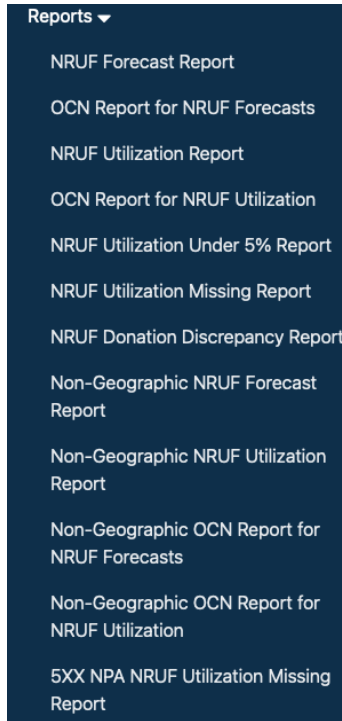 Reports
NRUF Forecast Report
OCN Report for NRUF Forecasts
NRUF Utilization Report
OCN Report for NRUF Utilization
NRUF Utilization Under 5% Report
NRUF Utilization Missing Report
NRUF Donation Discrepancy Report
Non-Geographic NRUF Forecast
Report
Non-Geographic NRUF Utilization
Report
Non-Geographic OCN Report for
NRUF Forecasts
Non-Geographic OCN Report for
NRUF Utilization
5XX NPA NRUF Utilization Missing
Report